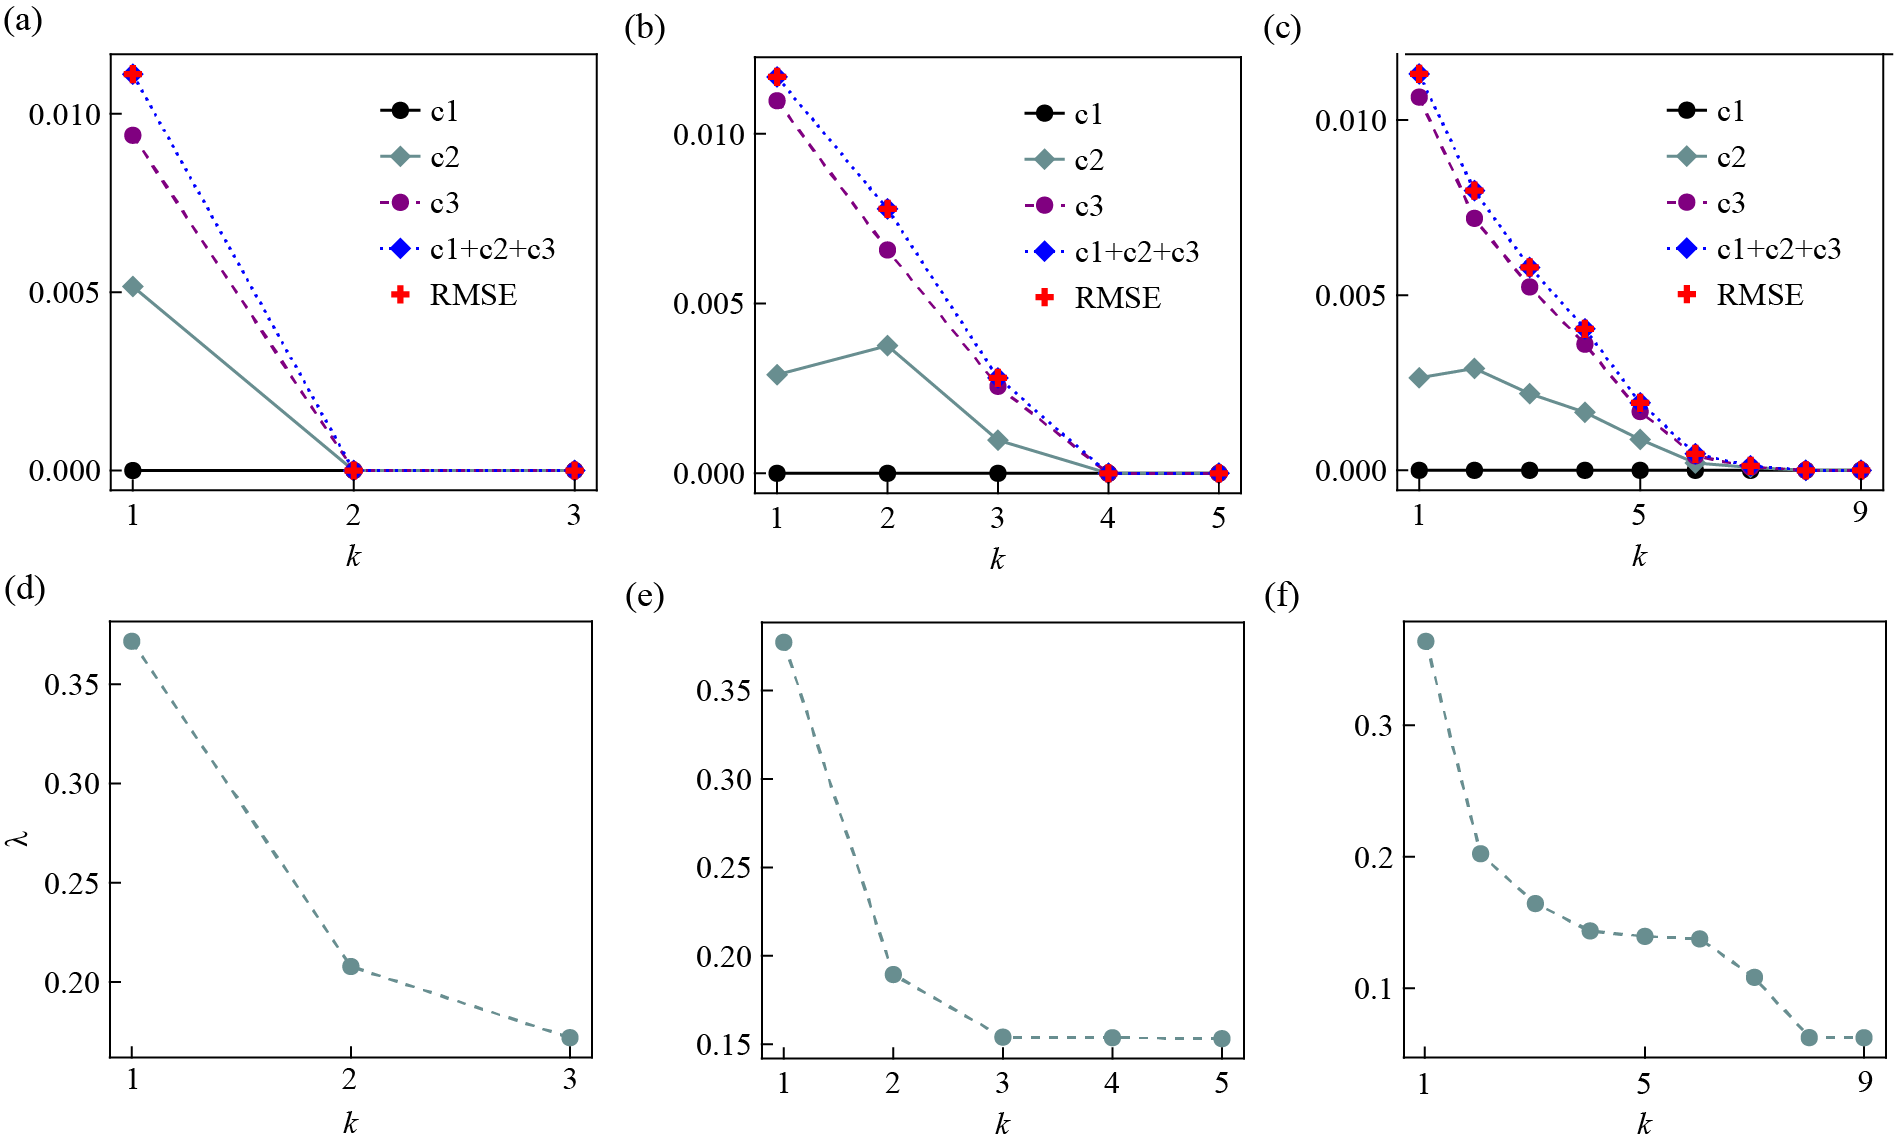 (a)
0.010
0.005
0.000
c1
c2
c3
c1+c2+c3
RMSE
1 2 3
k
(b)
0.010
0.005
0.000
c1
c2
c3
c1+c2+c3
RMSE
1 2 3 4 5
k
(c)
0.010
0.005
0.000
c1
c2
c3
c1+c2+c3
RMSE
1 5 9
k
(d)
λ
0.35
0.30
0.25
0.20
1 2 3
k
(e)
0.35
0.30
0.25
0.20
0.15
1 2 3 4 5
k
(f)
0.3
0.2
0.1
1 5 9
k